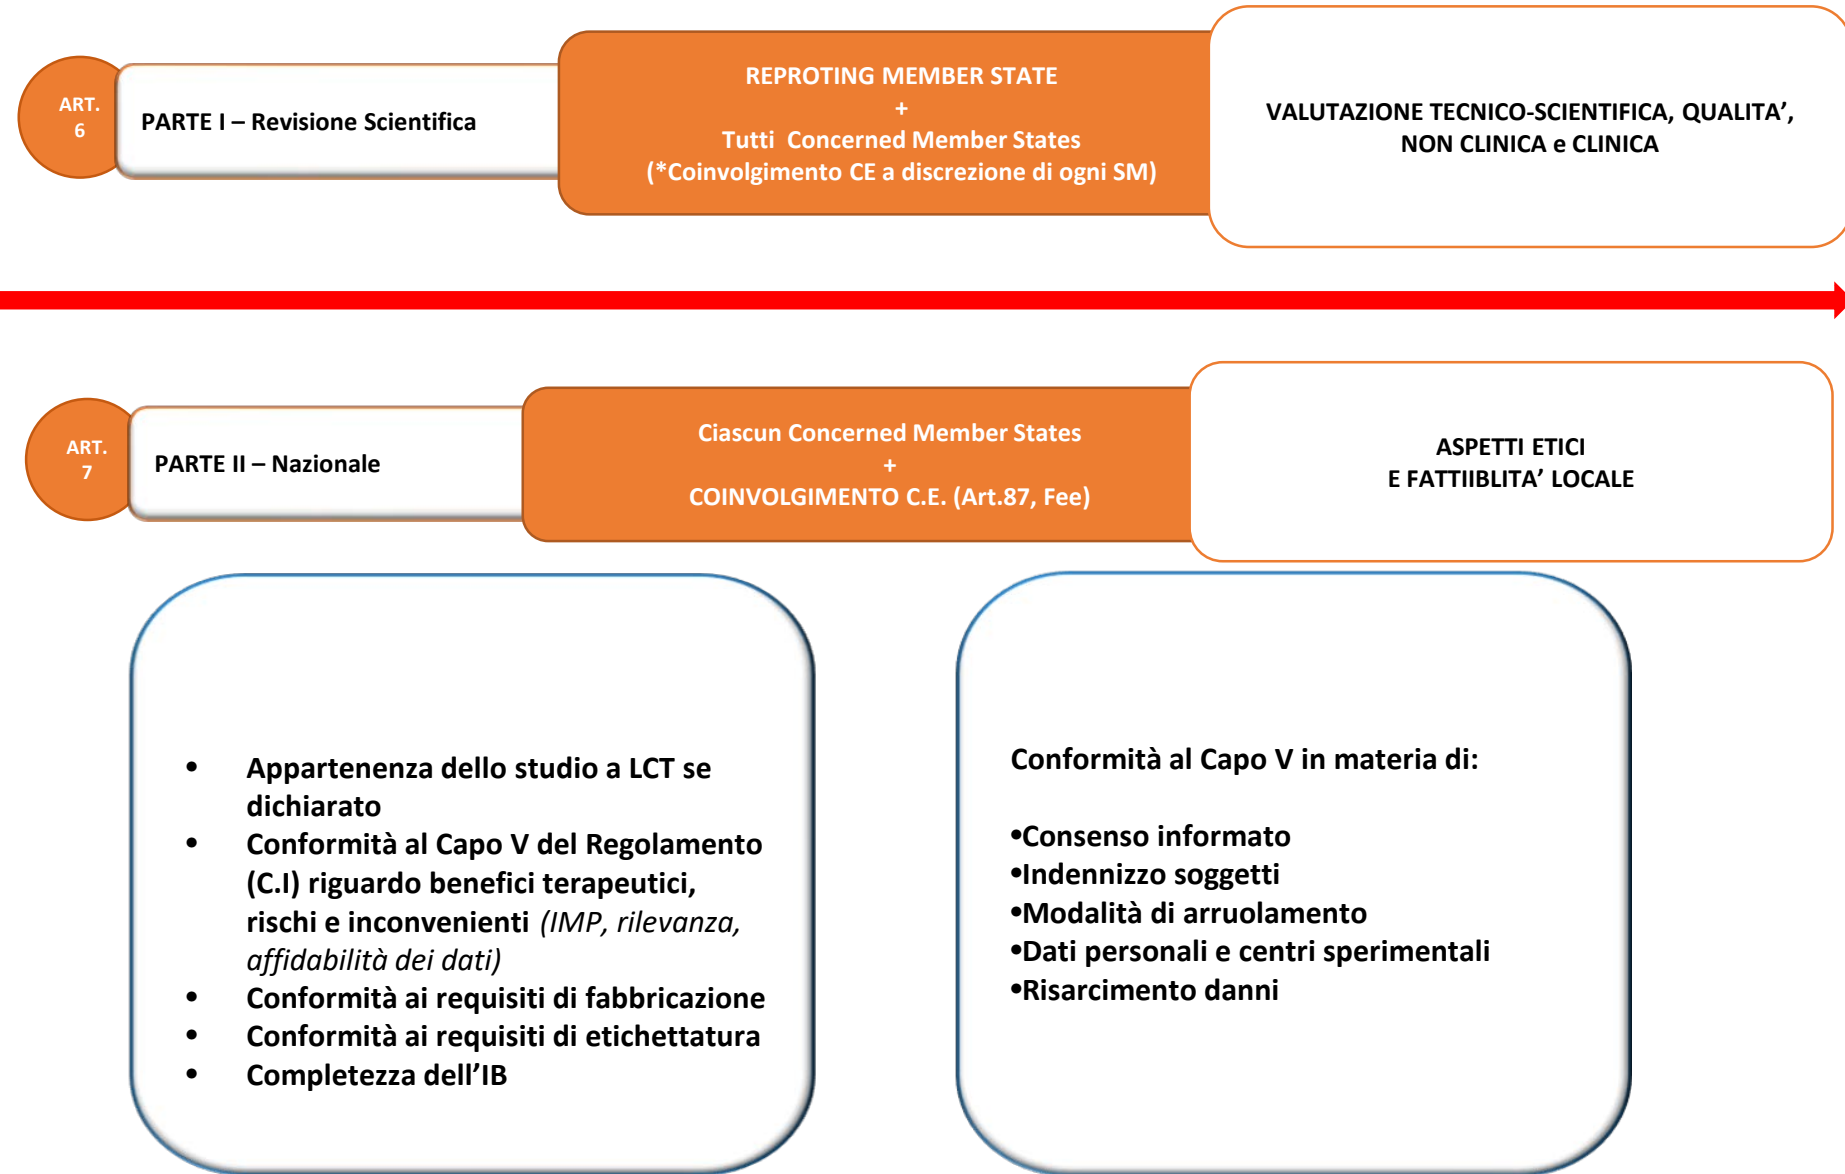 ART.
6
PARTE I – Revisione Scientifica
REPROTING MEMBER STATE
+
Tutti Concerned Member States
(*Coinvolgimento CE a discrezione di ogni SM)
VALUTAZIONE TECNICO-SCIENTIFICA, QUALITA’,
NON CLINICA e CLINICA
ART.
7
PARTE II – Nazionale
Ciascun Concerned Member States
+
COINVOLGIMENTO C.E. (Art.87, Fee)
ASPETTI ETICI
E FATTIIBLITA’ LOCALE
• Appartenenza dello studio a LCT se
dichiarato
• Conformità al Capo V del Regolamento
(C.I) riguardo benefici terapeutici,
rischi e inconvenienti (IMP, rilevanza,
affidabilità dei dati)
• Conformità ai requisiti di fabbricazione
• Conformità ai requisiti di etichettatura
• Completezza dell’IB
Conformità al Capo V in materia di:
•Consenso informato
•Indennizzo soggetti
•Modalità di arruolamento
•Dati personali e centri sperimentali
•Risarcimento danni